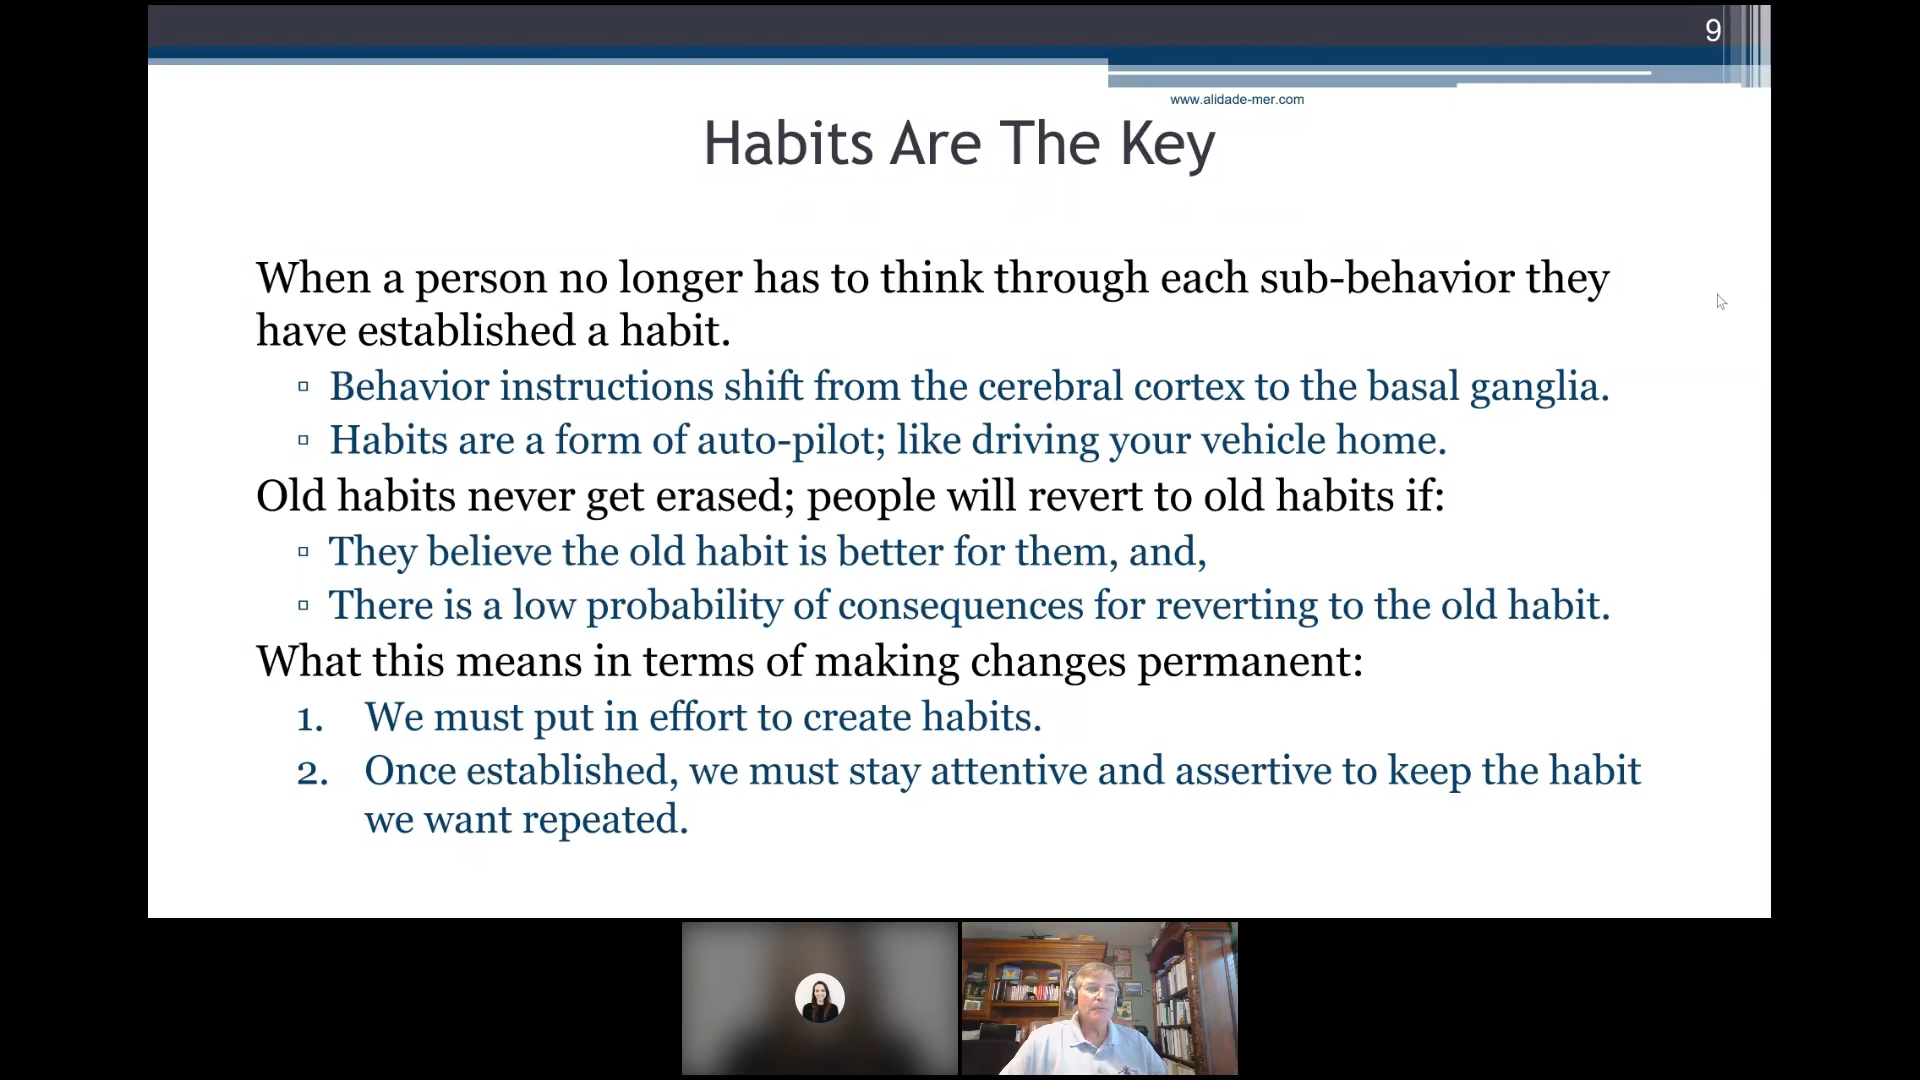 9
www.alidade-mer.com
Habits Are The Key
When a person no longer has to think through each sub-behavior they
have established a habit.
▫ Behavior instructions shift from the cerebral cortex to the basal ganglia.
▫ Habits are a form of auto-pilot; like driving your vehicle home.
Old habits never get erased; people will revert to old habits if:
▫ They believe the old habit is better for them, and,
▫ There is a low probability of consequences for reverting to the old habit.
What this means in terms of making changes permanent:
1. We must put in effort to create habits.
2. Once established, we must stay attentive and assertive to keep the habit
we want repeated.